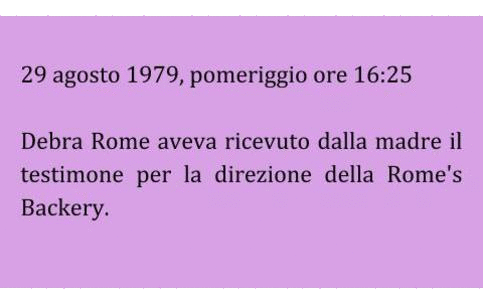 29 agosto 1979, pomeriggio ore 16:25
Debra Rome aveva ricevuto dalla madre il
testimone per la direzione della Rome's
Backery.